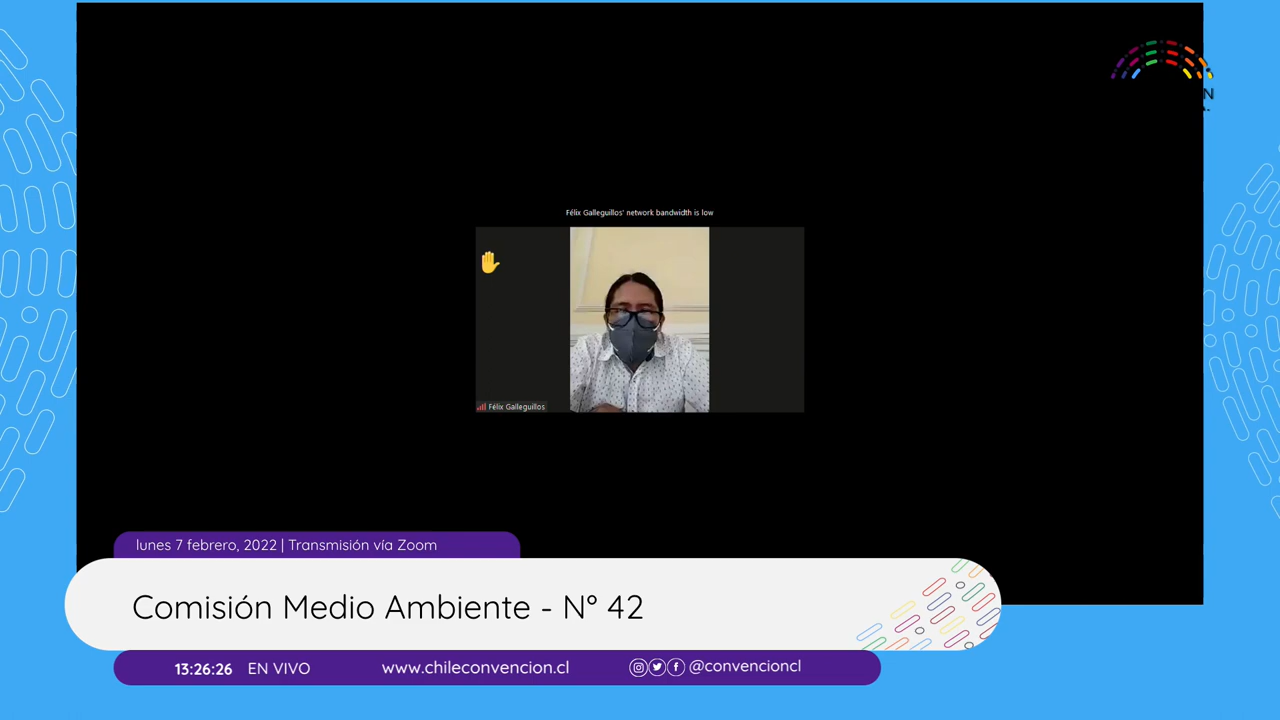 N
Félix Galleguillos' network bandwidth is low
Félix Galleguillos
lunes 7 febrero, 2022 | Transmisión vía Zoom
Comisión Medio Ambiente - N° 42
13:26:26 EN VIVO www.chileconvencion.cl @convencioncl